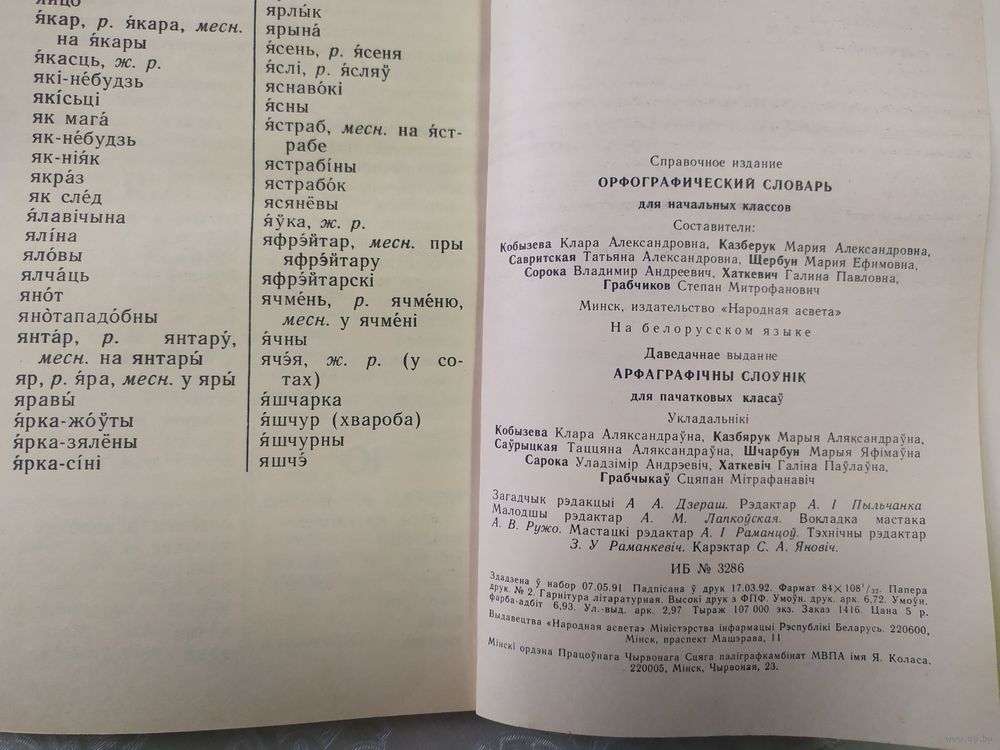 яйцо
я́кар, р. я́кара, месн.
на я́кары
я́касць, ж. р.
які-не́будзь
які́сьці
як мага́
як-не́будзь
як-нія́к
якра́з
як сле́д
я́лавічына
ялі́на
яло́вы
ялча́ць
яно́т
яно̀тападо́бны
янта́р, р. янтару́,
месн. на янтары́
яр, р. я́ра, месн. у яры́
яравы́
я́рка-жо́ўты
я́рка-зялёны
я́рка-сі́ні
ярлы́к
ярына́
я́сень, р. я́сеня
я́слі, р. я́сляў
яснаво́кі
я́сны
я́страб, месн. на я́ст-
рабе
ястрабі́ны
ястрабо́к
ясянёвы
я́ўка, ж. р.
яфрэ́йтар, месн. пры
яфрэ́йтару
яфрэ́йтарскі
ячме́нь, р. ячме́ню,
месн. у ячме́ні
я́чны
ячэ́я, ж. р. (у со-
тах)
я́шчарка
я́шчур (хвароба)
я́шчурны
яшчэ́
Справочное издание
ОРФОГРАФИЧЕСКИЙ СЛОВАРЬ
для начальных классов
Составители:
Кобызева Клара Александровна, Казберук Мария Александровна,
Савритская Татьяна Александровна, Щербун Мария Ефимовна,
Сорока Владимир Андреевич, Хаткевич Галина Павловна,
Грабчиков Степан Митрофанович
Минск, издательство «Народная асвета»
На белорусском языке
Даведачнае выданне
АРФАГРАФІЧНЫ СЛОЎНІК
для пачатковых класаў
Укладальнікі
Кобызева Клара Аляксандраўна, Казбярук Марыя Аляксандраўна,
Саўрыцкая Таццяна Аляксандраўна, Шчарбун Марыя Яфімаўна
Сарока Уладзімір Андрэевіч, Хаткевіч Галіна Паўлаўна,
Грабчыкаў Сцяпан Мітрафанавіч
Загадчык рэдакцыі А А. Дзераш. Рэдактар А. І Пыльчанка
Малодшы рэдактар А. М. Лапкоўская. Вокладка мастака
А. В. Ружо. Мастацкі рэдактар А. І Раманцоў. Тэхнічны рэдактар
З. У Раманкевіч. Карэктар С. А. Яновіч.
ИБ № 3286
Здадзена ў набор 07.05.91 Падпісана ў друк 17.03.92. Фармат 84×108¹/₃₂. Папера
друк. № 2. Гарнітура літаратурная. Высокі друк з ФПФ. Умоўн. друк. арк. 6,72. Умоўн.
фарба-адбіт 6,93. Ул.-выд. арк. 2,97 Тыраж 107 000 экз. Заказ 1416. Цана 5 р.
Выдавецтва «Народная асвета» Міністэрства інфармацыі Рэспублікі Беларусь. 220600,
Мінск, праспект Машэрава, 11
Мінскі ордэна Працоўнага Чырвонага Сцяга паліграфкамбінат МВПА імя Я. Коласа.
220005, Мінск, Чырвоная, 23.
www.ay.by